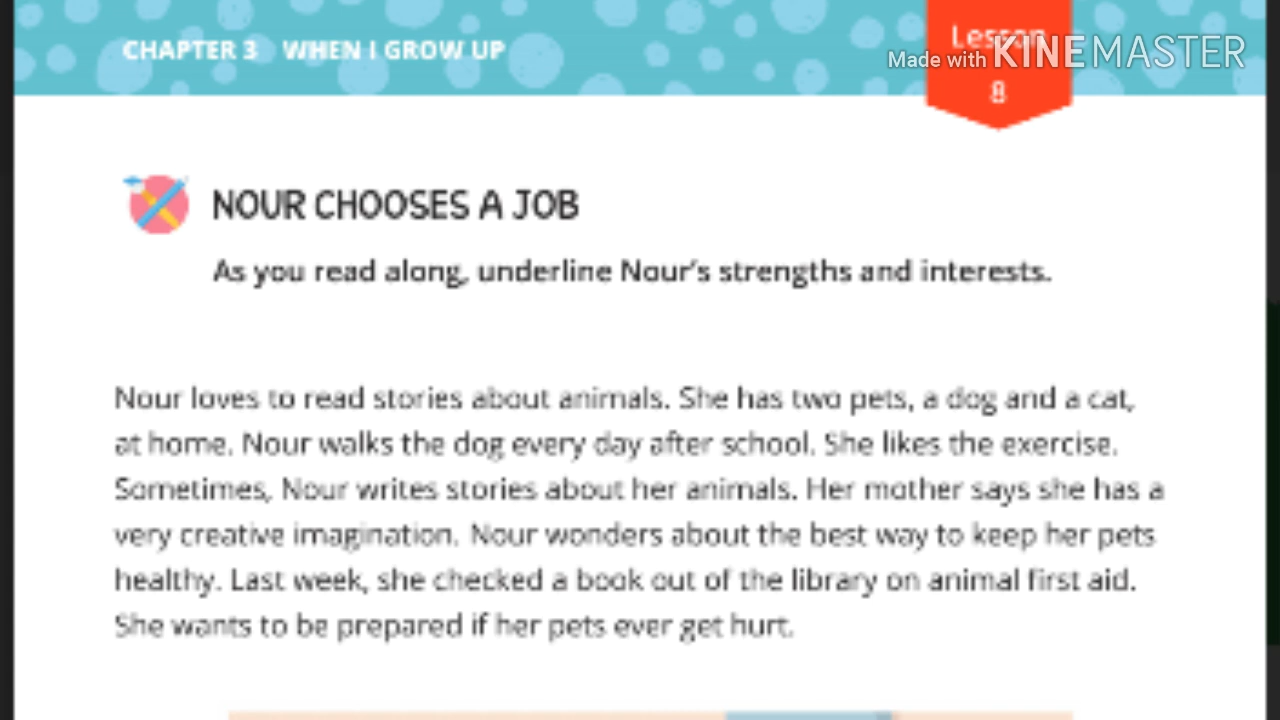 CHAPTER 3 WHEN I GROW UP
Lesson
8
Made with KINEMASTER
NOUR CHOOSES A JOB
As you read along, underline Nour's strengths and interests.
Nour loves to read stories about animals. She has two pets, a dog and a cat,
at home. Nour walks the dog every day after school. She likes the exercise.
Sometimes, Nour writes stories about her animals. Her mother says she has a
very creative imagination. Nour wonders about the best way to keep her pets
healthy. Last week, she checked a book out of the library on animal first aid.
She wants to be prepared if her pets ever get hurt.